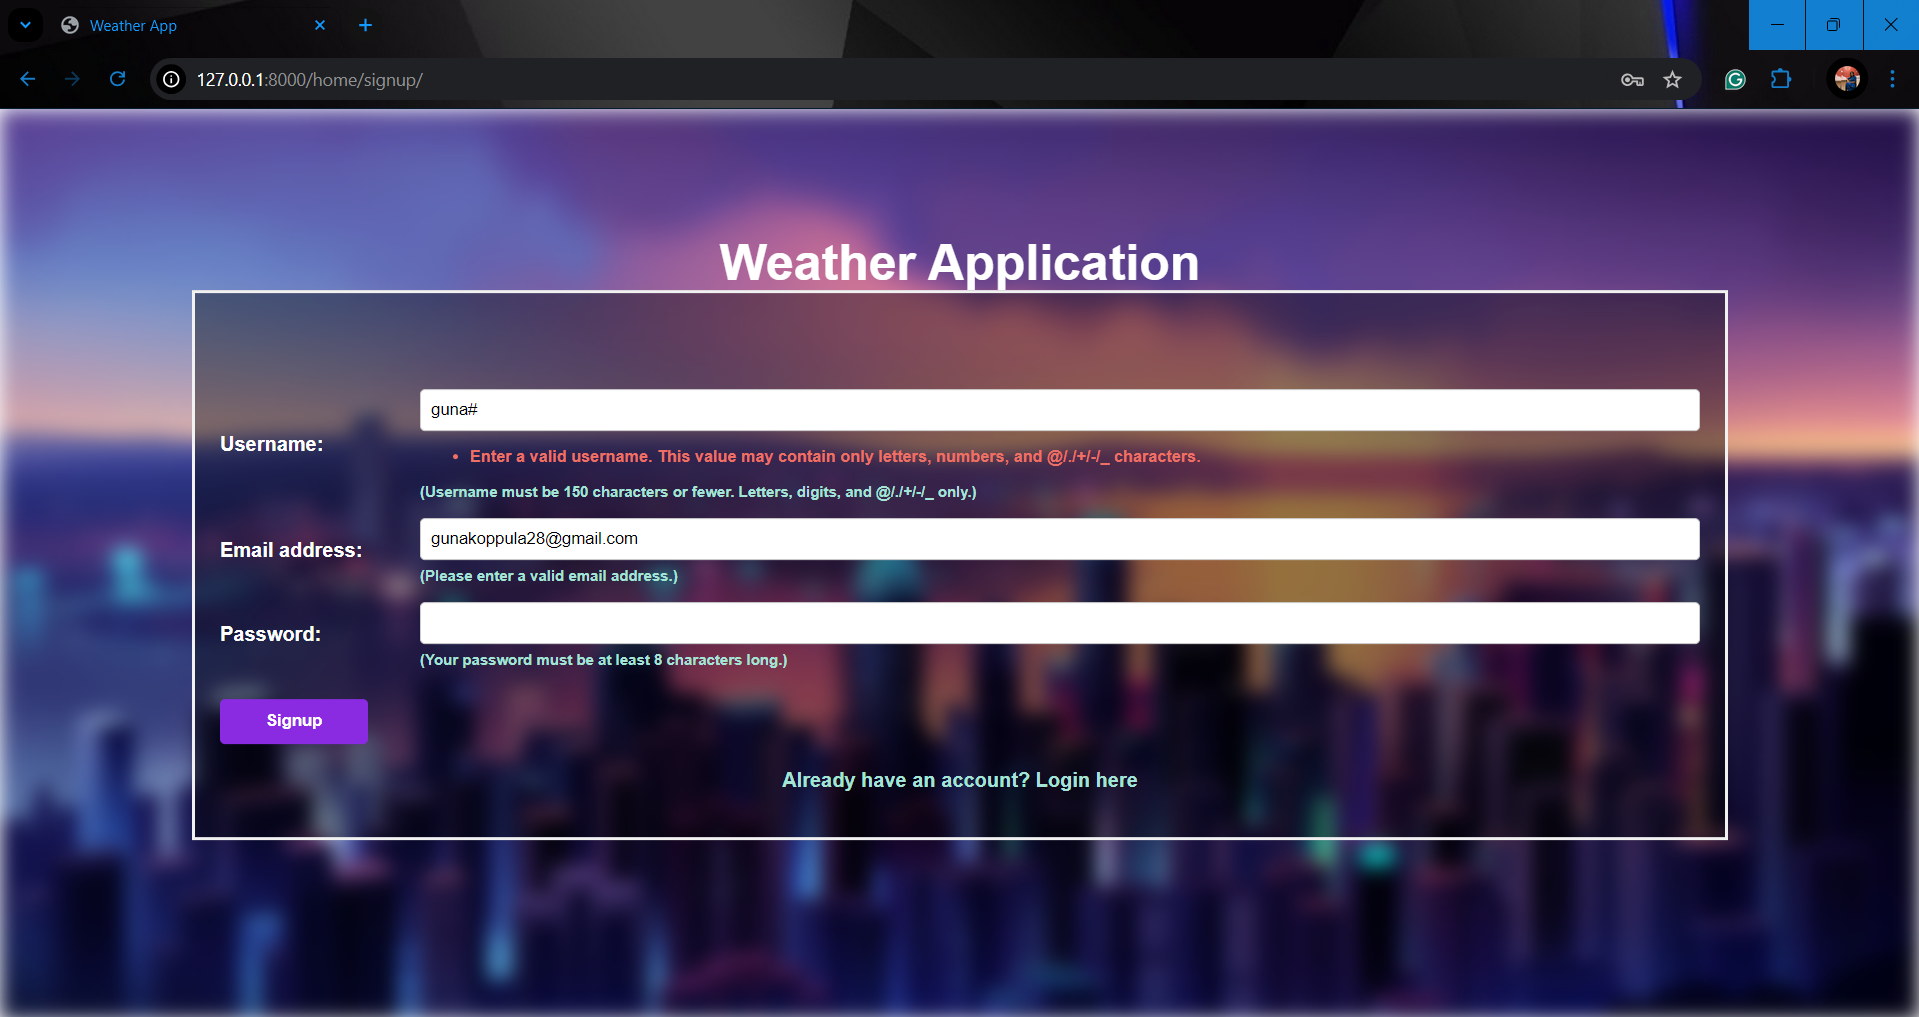 Weather App
127.0.0.1:8000/home/signup/
Weather Application
Username:
guna#
• Enter a valid username. This value may contain only letters, numbers, and @/./+/-/_ characters.
(Username must be 150 characters or fewer. Letters, digits, and @/./+/-/_ only.)
Email address:
gunakoppula28@gmail.com
(Please enter a valid email address.)
Password:
(Your password must be at least 8 characters long.)
Signup
Already have an account? Login here